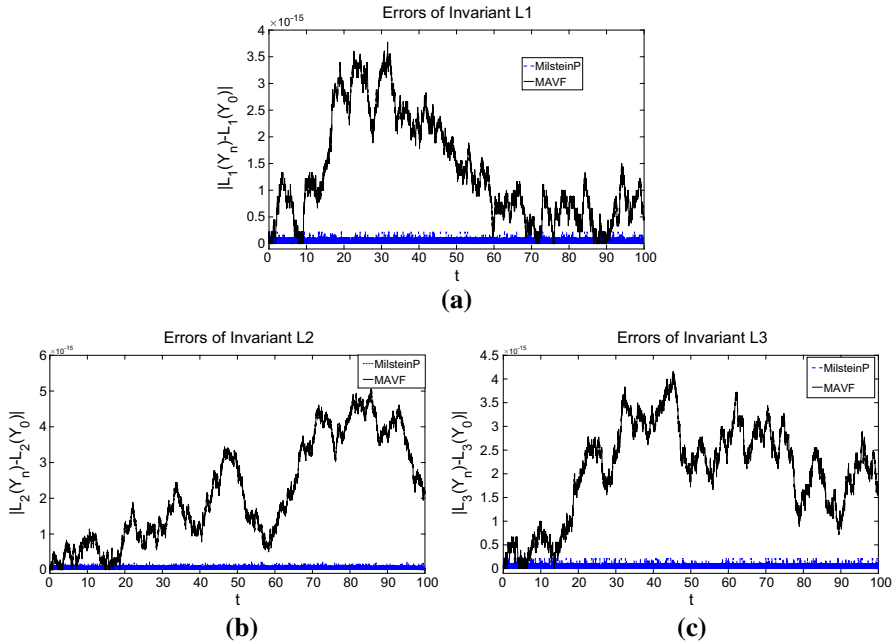 Errors of Invariant L1
×10⁻¹⁵
|L₁(Yₙ)-L₁(Y₀)|
4
3.5
3
2.5
2
1.5
1
0.5
0
MilsteinP
MAVF
0 10 20 30 40 50 60 70 80 90 100
t
(a)
Errors of Invariant L2
×10⁻¹⁵
|L₂(Yₙ)-L₂(Y₀)|
6
5
4
3
2
1
0
MilsteinP
MAVF
0 10 20 30 40 50 60 70 80 90 100
t
(b)
Errors of Invariant L3
×10⁻¹⁵
|L₃(Yₙ)-L₃(Y₀)|
4.5
4
3.5
3
2.5
2
1.5
1
0.5
0
MilsteinP
MAVF
0 10 20 30 40 50 60 70 80 90 100
t
(c)